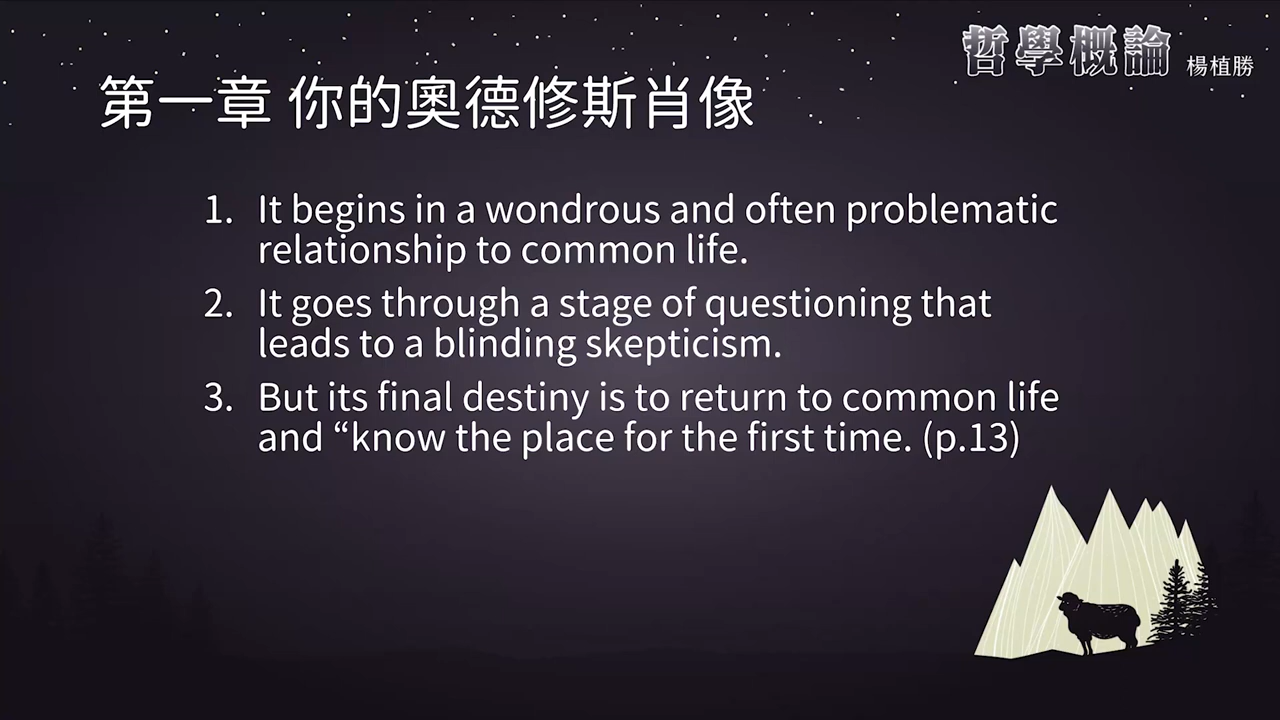 哲學概論 楊植勝
第一章 你的奧德修斯肖像
1. It begins in a wondrous and often problematic
relationship to common life.
2. It goes through a stage of questioning that
leads to a blinding skepticism.
3. But its final destiny is to return to common life
and “know the place for the first time. (p.13)